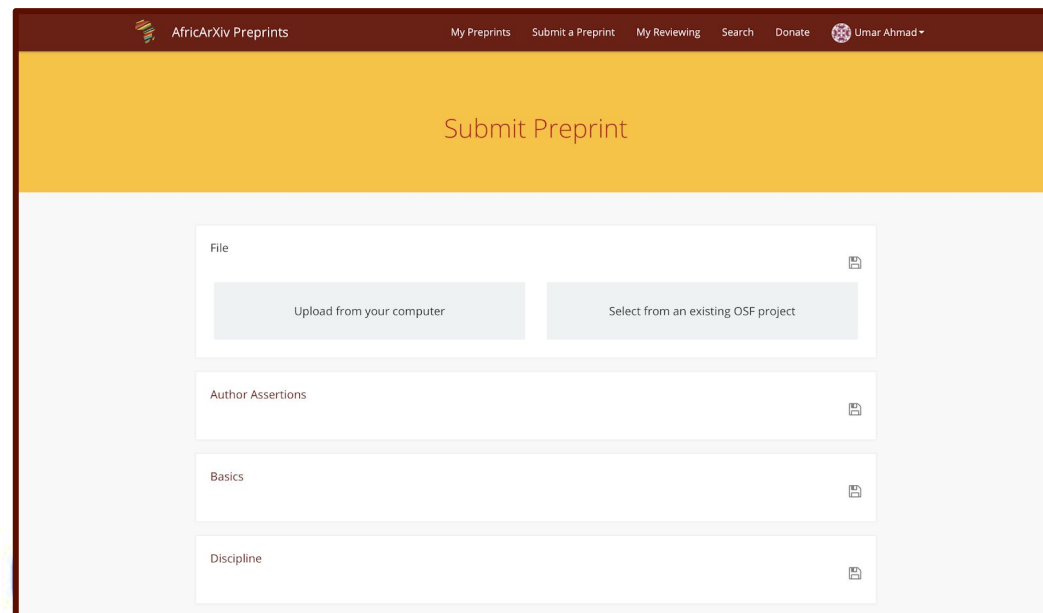 AfricArXiv Preprints My Preprints Submit a Preprint My Reviewing Search Donate Umar Ahmad
Submit Preprint
File
Upload from your computer Select from an existing OSF project
Author Assertions
Basics
Discipline